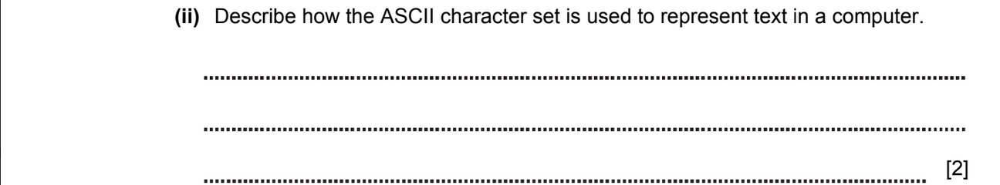 (ii) Describe how the ASCII character set is used to represent text in a computer.
[2]